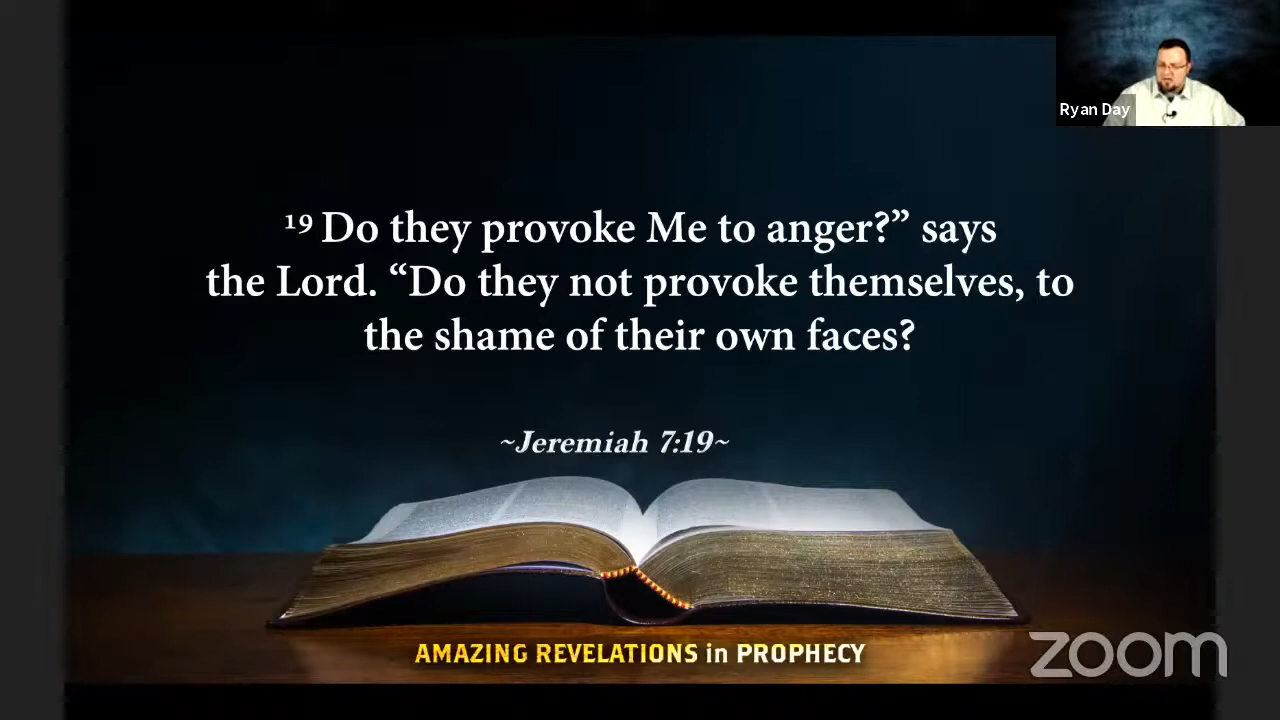 Ryan Day
¹⁹ Do they provoke Me to anger?” says
the Lord. “Do they not provoke themselves, to
the shame of their own faces?
~Jeremiah 7:19~
AMAZING REVELATIONS in PROPHECY
zoom